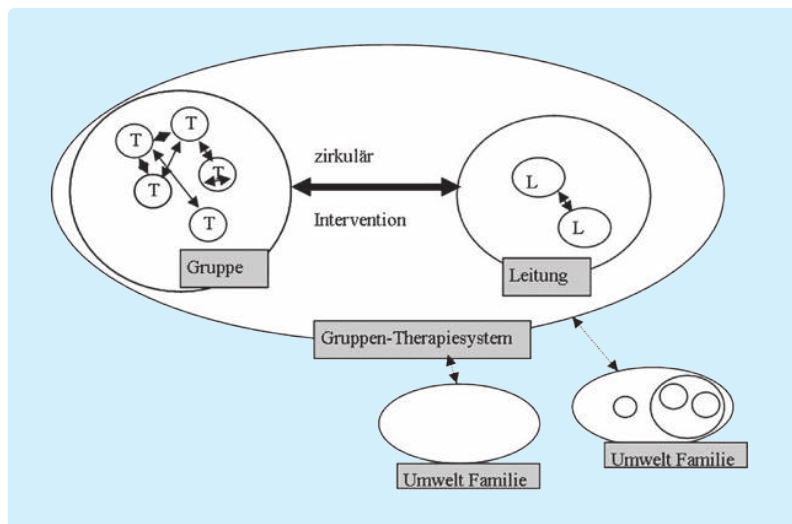 T
T
T
T
T
zirkulär
Intervention
L
L
Gruppe
Leitung
Gruppen-Therapiesystem
Umwelt Familie
Umwelt Familie